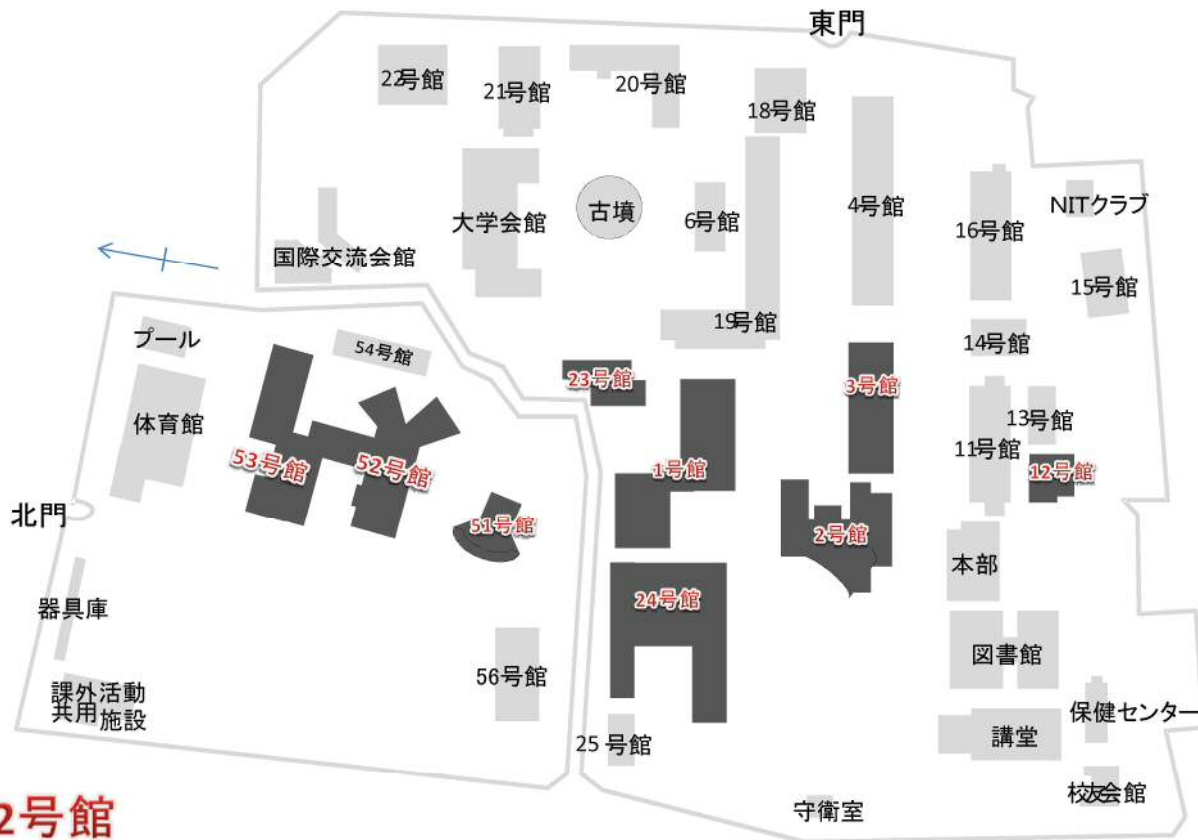 東門
22号館
21号館
20号館
18号館
古墳
大学会館
6号館
4号館
16号館
NITクラブ
国際交流会館
15号館
19号館
14号館
プール
54号館
23号館
3号館
体育館
13号館
53号館
52号館
1号館
11号館
12号館
北門
51号館
2号館
本部
24号館
器具庫
図書館
56号館
課外活動
共用施設
保健センター
25号館
講堂
守衛室
校友会館
2号館